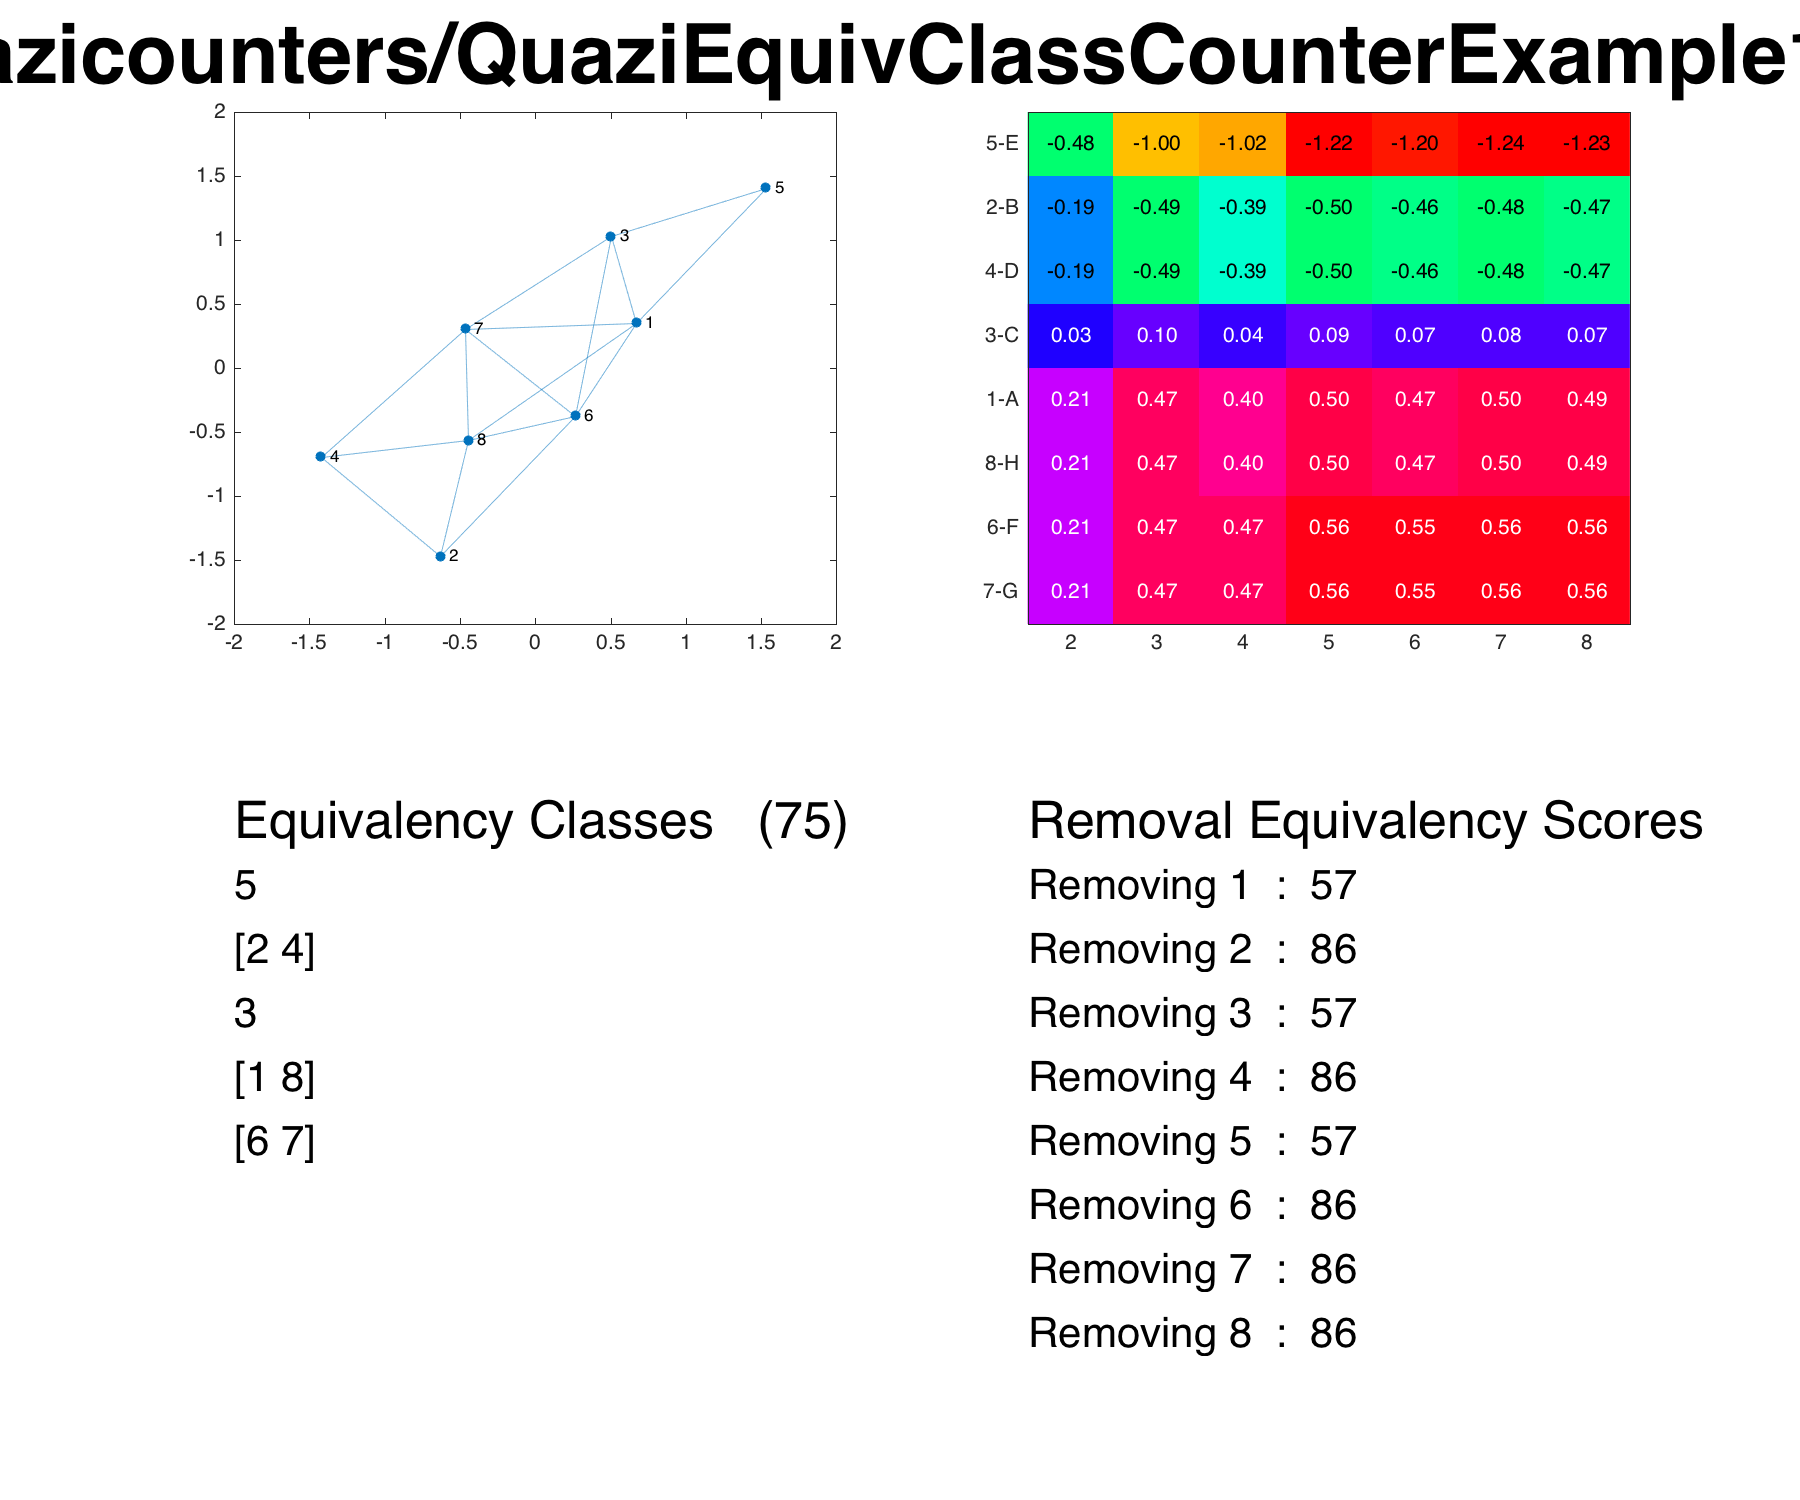 azicounters/QuaziEquivClassCounterExample
2
1.5
1
0.5
0
-0.5
-1
-1.5
-2
-2 -1.5 -1 -0.5 0 0.5 1 1.5 2
5
3
1
7
6
8
4
2
5-E -0.48 -1.00 -1.02 -1.22 -1.20 -1.24 -1.23
2-B -0.19 -0.49 -0.39 -0.50 -0.46 -0.48 -0.47
4-D -0.19 -0.49 -0.39 -0.50 -0.46 -0.48 -0.47
3-C 0.03 0.10 0.04 0.09 0.07 0.08 0.07
1-A 0.21 0.47 0.40 0.50 0.47 0.50 0.49
8-H 0.21 0.47 0.40 0.50 0.47 0.50 0.49
6-F 0.21 0.47 0.47 0.56 0.55 0.56 0.56
7-G 0.21 0.47 0.47 0.56 0.55 0.56 0.56
2 3 4 5 6 7 8
Equivalency Classes (75)
5
[2 4]
3
[1 8]
[6 7]
Removal Equivalency Scores
Removing 1 : 57
Removing 2 : 86
Removing 3 : 57
Removing 4 : 86
Removing 5 : 57
Removing 6 : 86
Removing 7 : 86
Removing 8 : 86